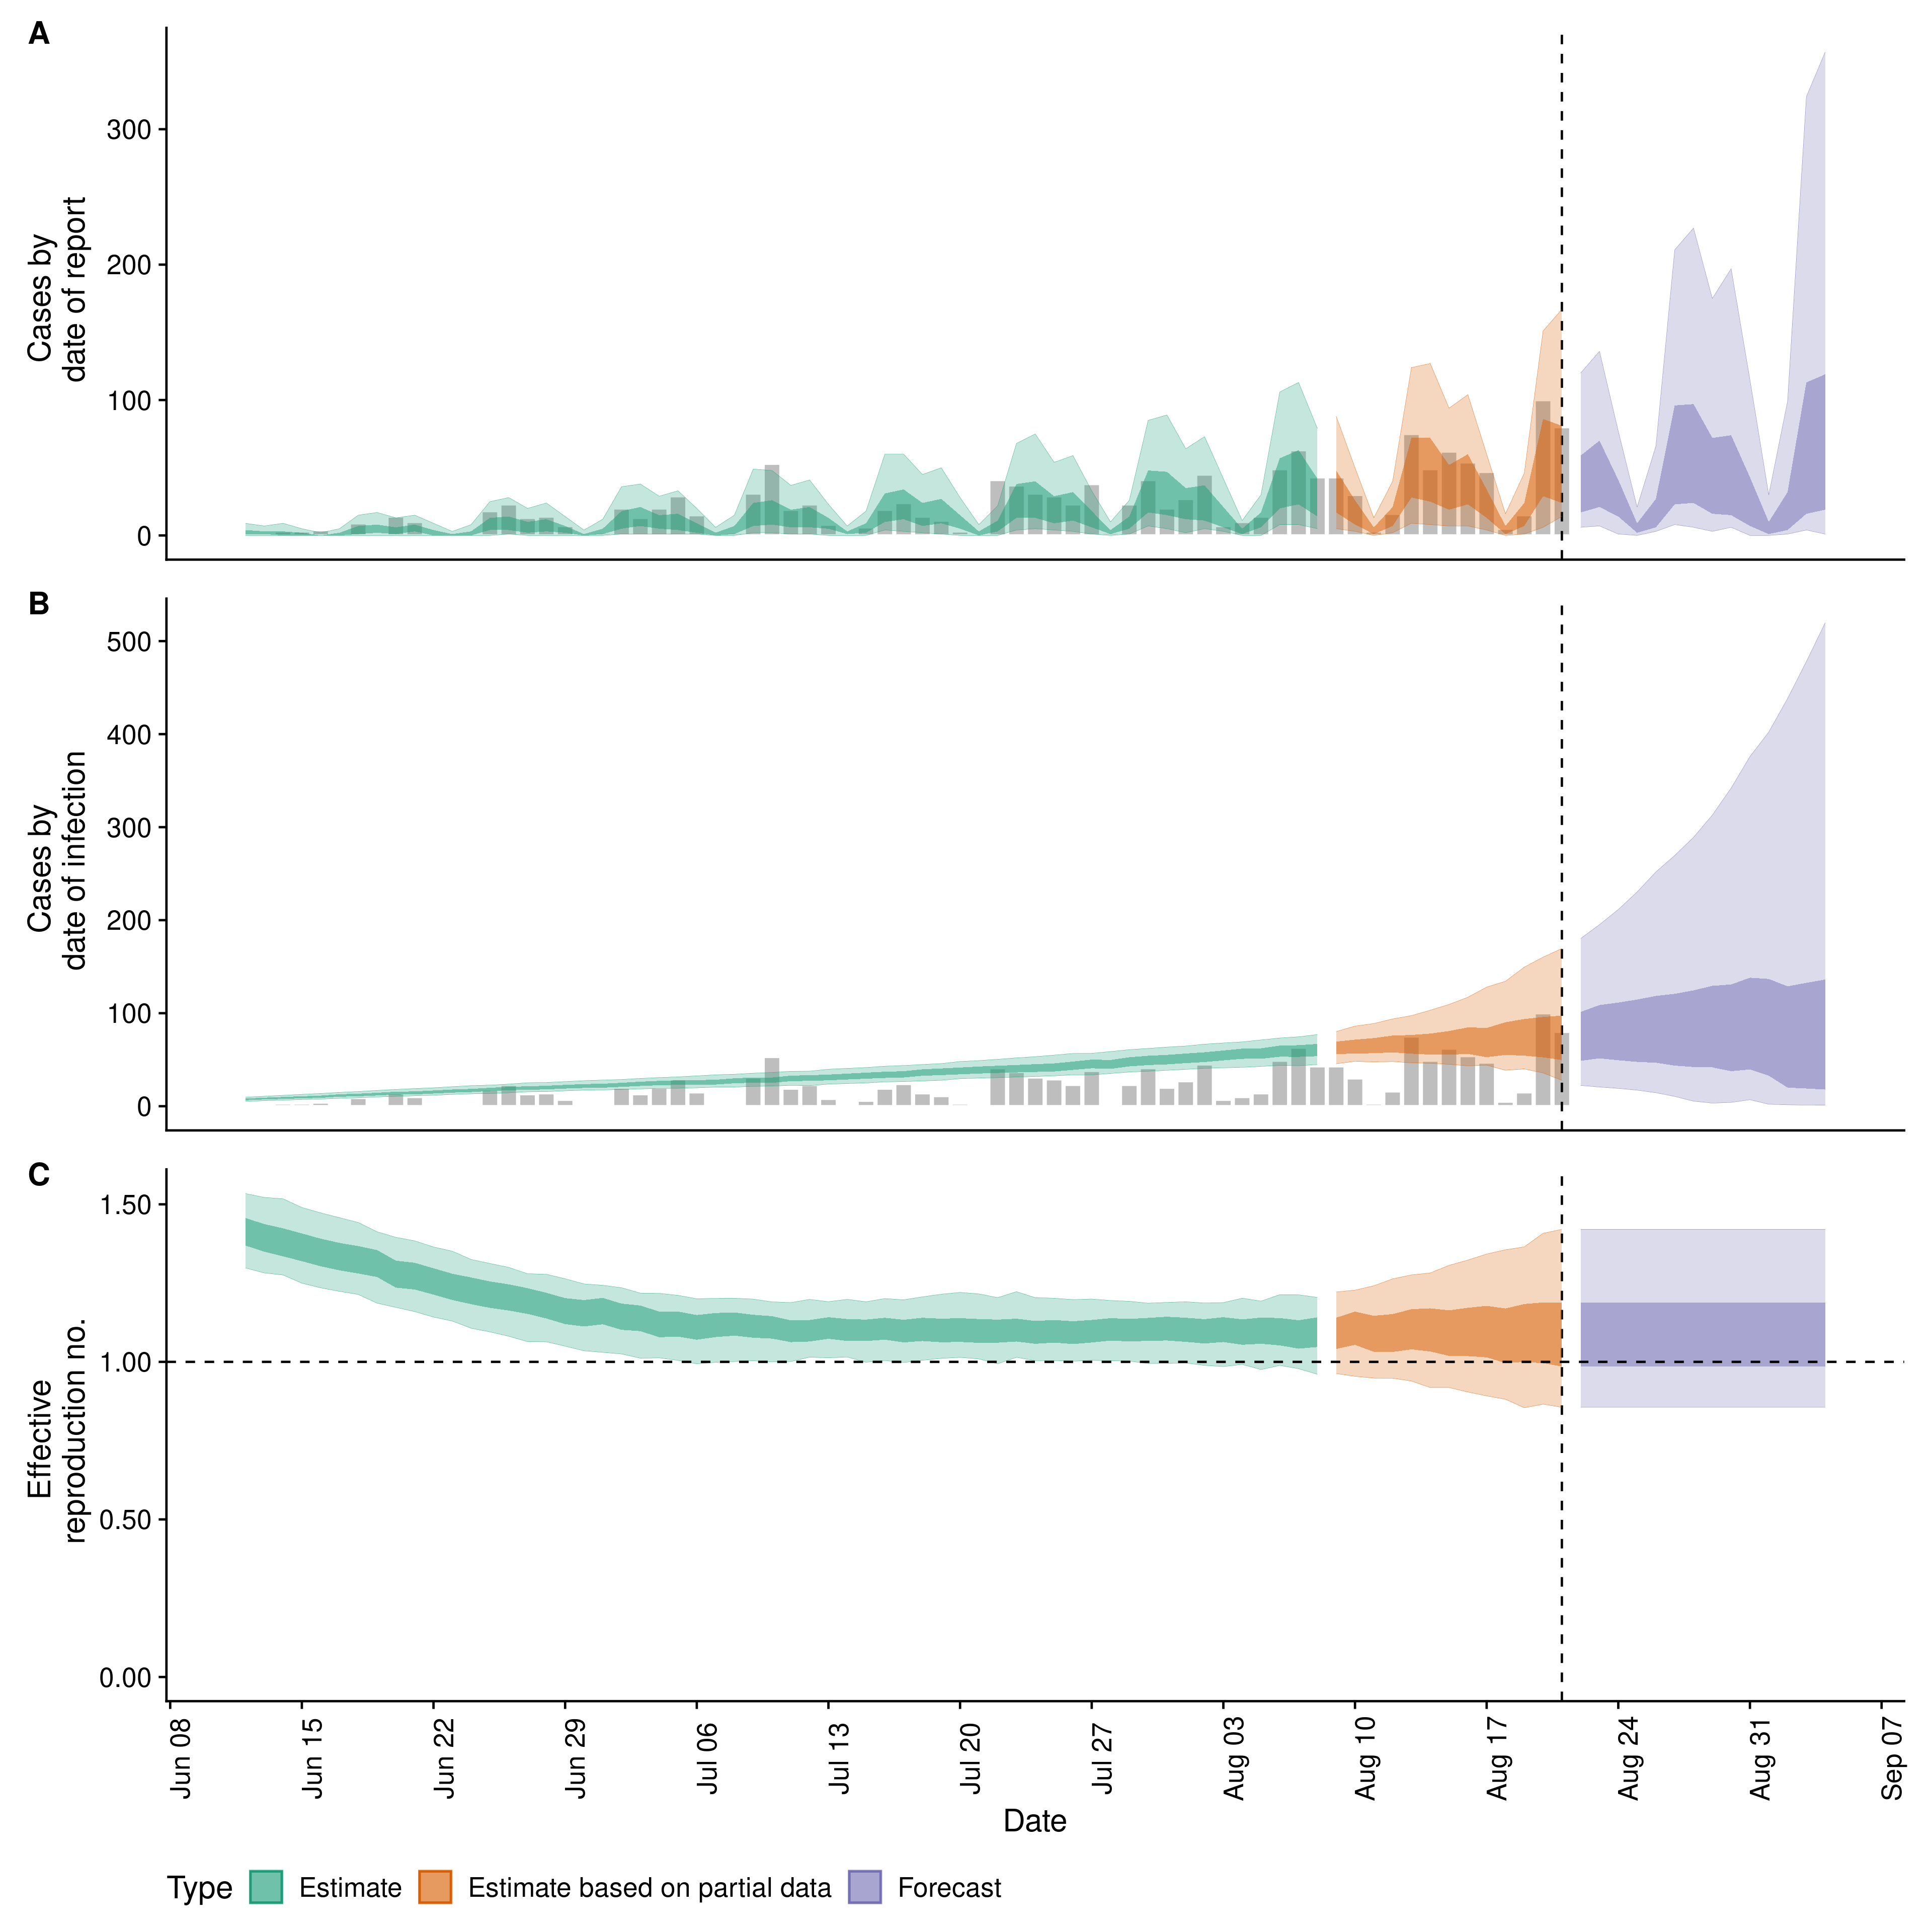 A
Cases by
date of report
300
200
100
0
B
Cases by
date of infection
500
400
300
200
100
0
C
Effective
reproduction no.
1.50
1.00
0.50
0.00
Jun 08
Jun 15
Jun 22
Jun 29
Jul 06
Jul 13
Jul 20
Jul 27
Aug 03
Aug 10
Aug 17
Aug 24
Aug 31
Sep 07
Date
Type Estimate Estimate based on partial data Forecast